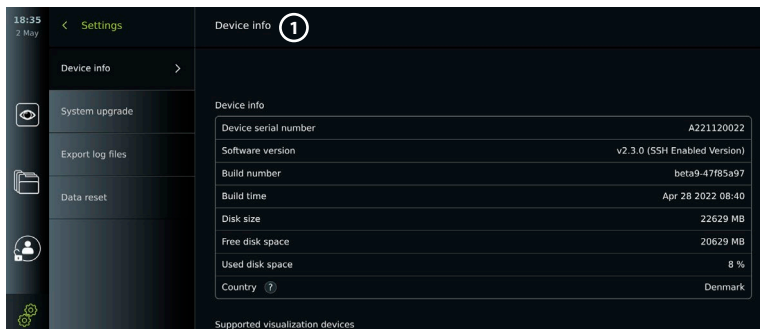 18:35
2 May
Settings
Device info
1
Device info
System upgrade
Export log files
Data reset
Device info
Device serial number A221120022
Software version v2.3.0 (SSH Enabled Version)
Build number beta9-47f85a97
Build time Apr 28 2022 08:40
Disk size 22629 MB
Free disk space 20629 MB
Used disk space 8 %
Country ? Denmark
Supported visualization devices